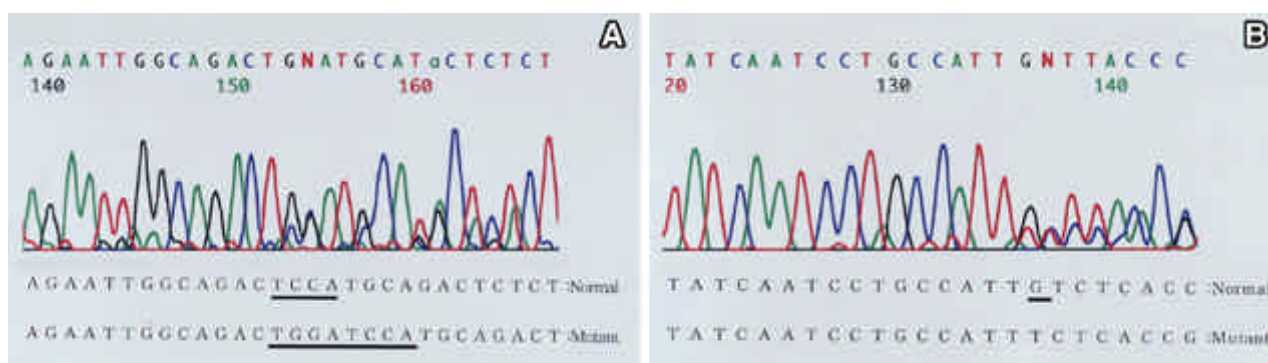 A
AGAATTGGCAGACTGNATGCATaCTCTCT
140 150 160
AGAATTGGCAGACTCCATGCAGACTCTCT :Normal
AGAATTGGCAGACTGGATCCATGCAGACT :Mutant
B
TATCAATCCTGCCATTGNTTACCC
20 130 140
TATCAATCCTGCCATTGTCTCACC :Normal
TATCAATCCTGCCATTTCTCACCG :Mutant